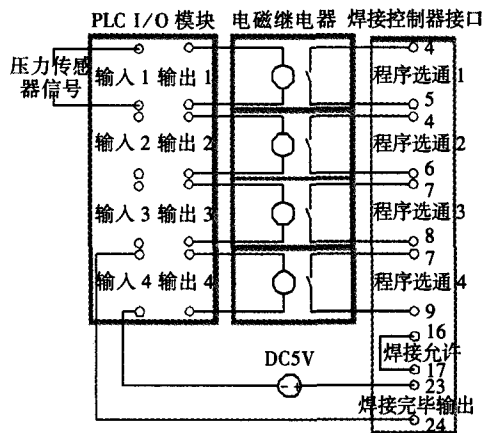 PLC I/O 模块 电磁继电器 焊接控制器接口
压力传感
器信号
输入 1 输出 1
4
程序选通 1
5
输入 2 输出 2
4
程序选通 2
6
输入 3 输出 3
7
程序选通 3
8
输入 4 输出 4
7
程序选通 4
9
16
焊接允许
17
DC5V
- +
23
焊接完毕输出
24